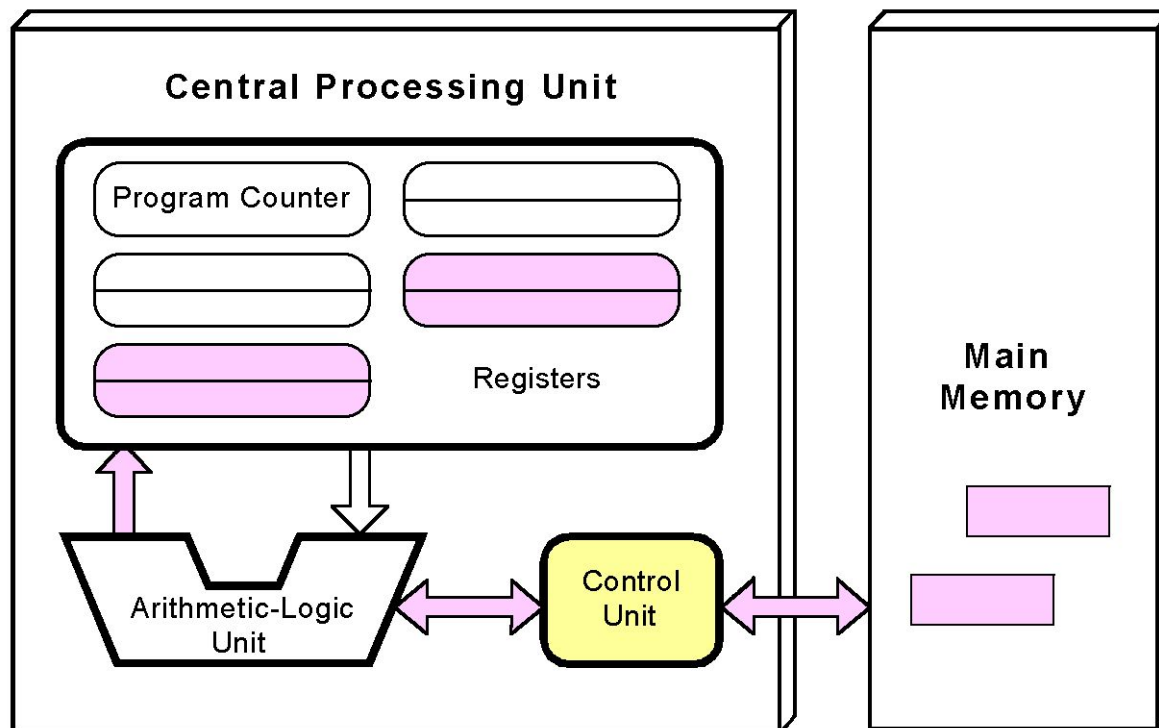 Central Processing Unit
Program Counter
Registers
Arithmetic-Logic
Unit
Control
Unit
Main
Memory